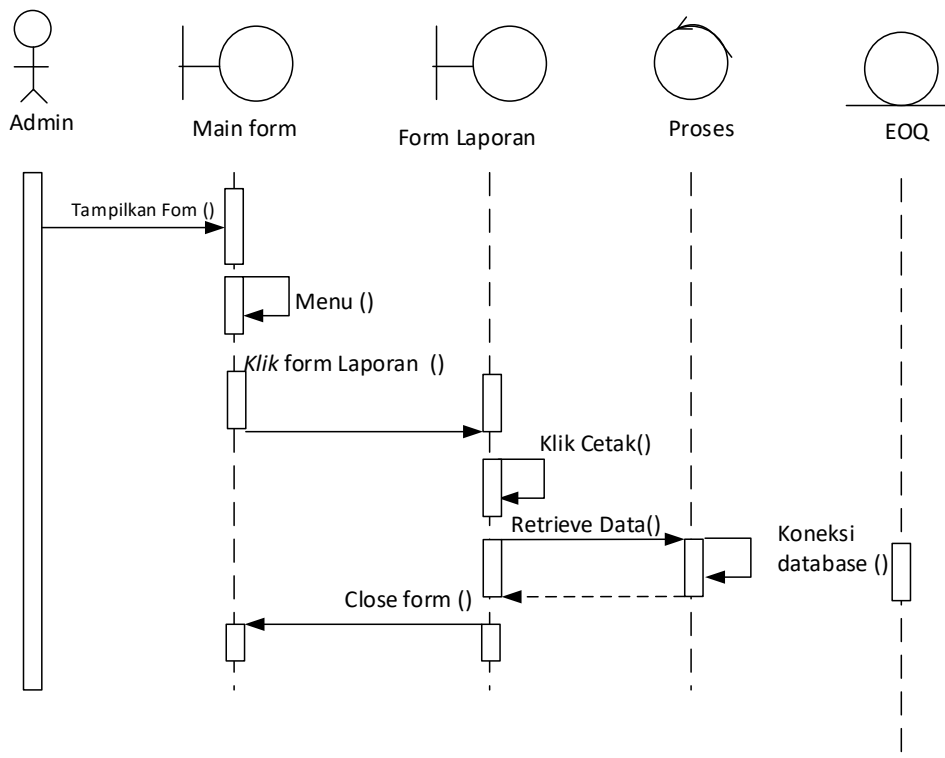 Admin
Main form
Form Laporan
Proses
EOQ
Tampilkan Fom ()
Menu ()
Klik form Laporan ()
Klik Cetak()
Retrieve Data()
Koneksi
database ()
Close form ()